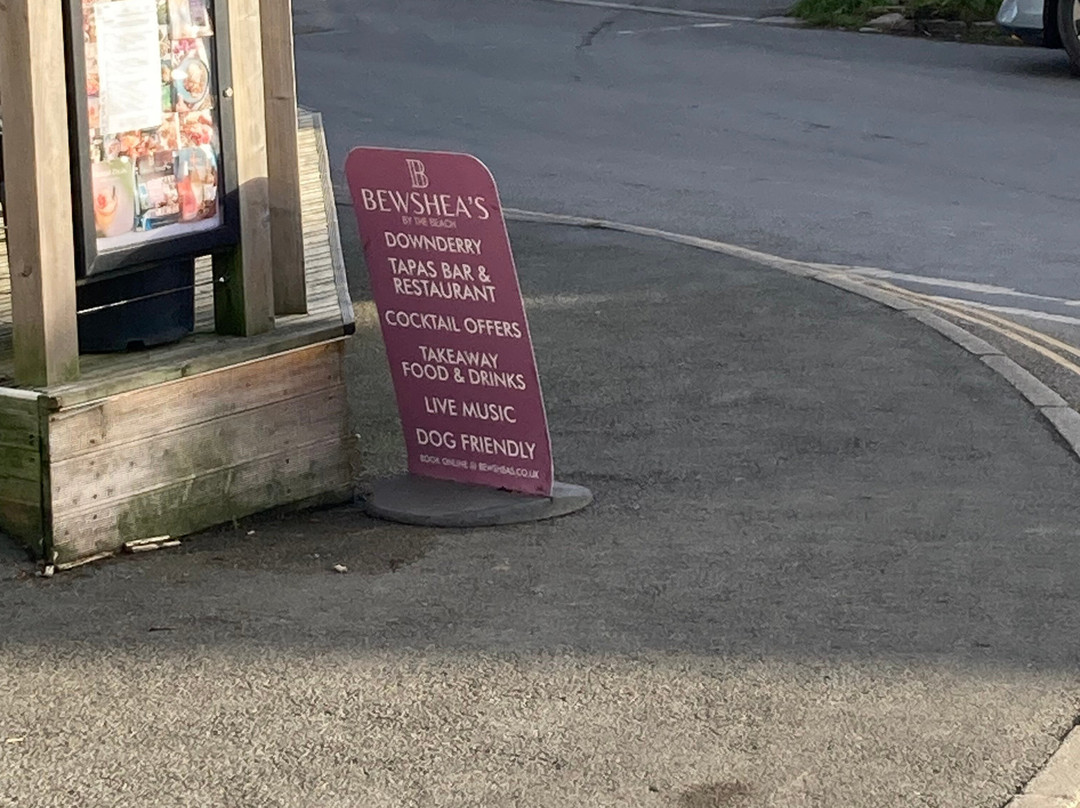 B
BEWSHEA'S
BY THE BEACH
DOWNDERRY
TAPAS BAR &
RESTAURANT
COCKTAIL OFFERS
TAKEAWAY
FOOD & DRINKS
LIVE MUSIC
DOG FRIENDLY
BOOK ONLINE @ BEWSHEAS.CO.UK